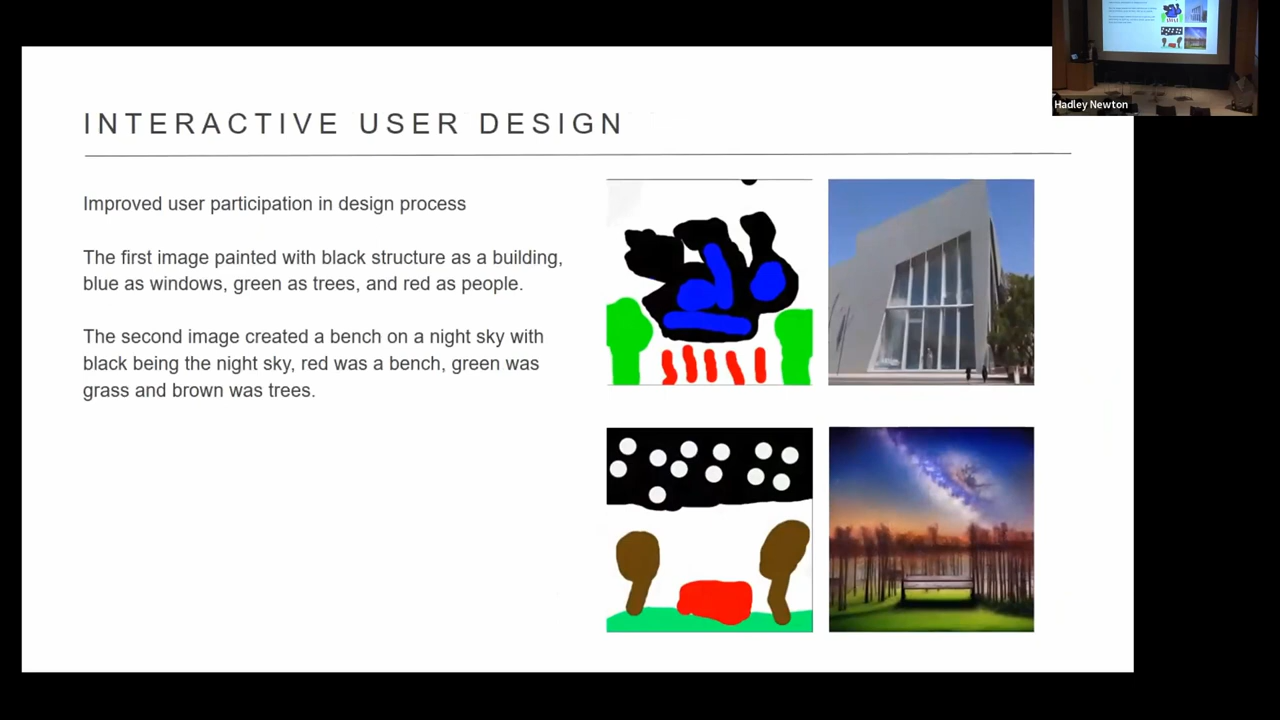 INTERACTIVE USER DESIGN
Improved user participation in design process
The first image painted with black structure as a building,
blue as windows, green as trees, and red as people.
The second image created a bench on a night sky with
black being the night sky, red was a bench, green was
grass and brown was trees.
Hadley Newton